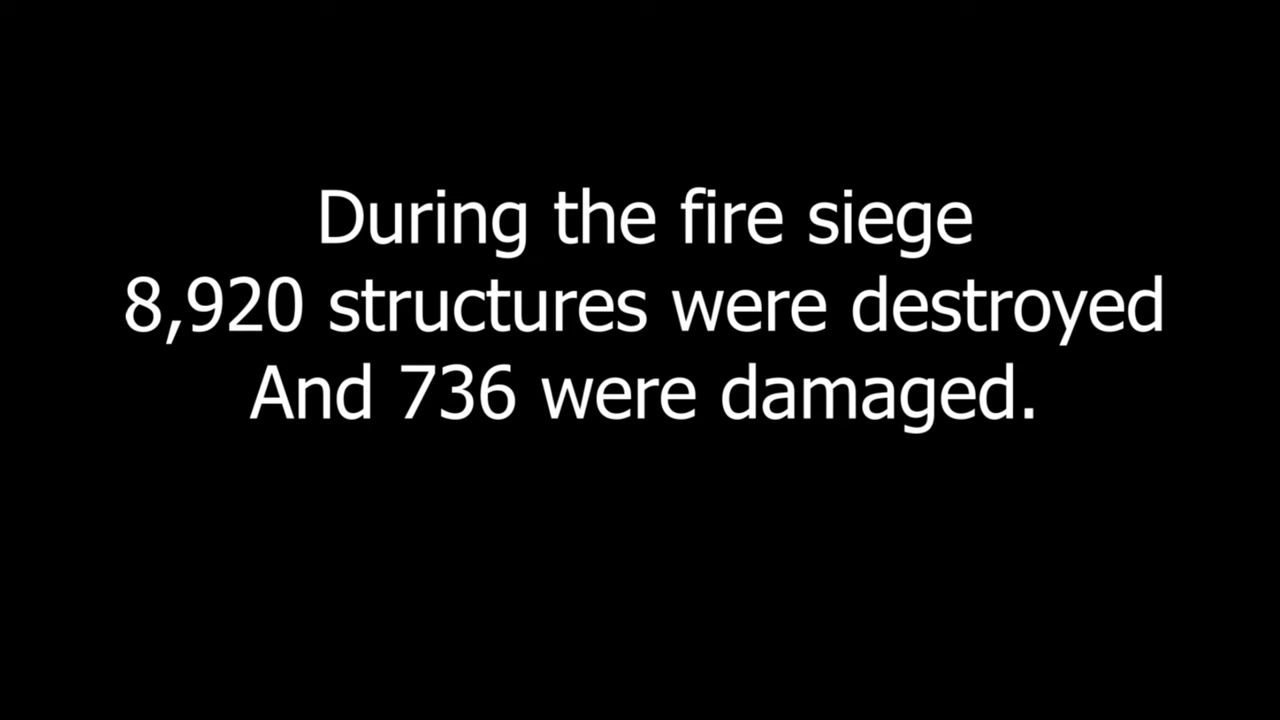 During the fire siege
8,920 structures were destroyed
And 736 were damaged.